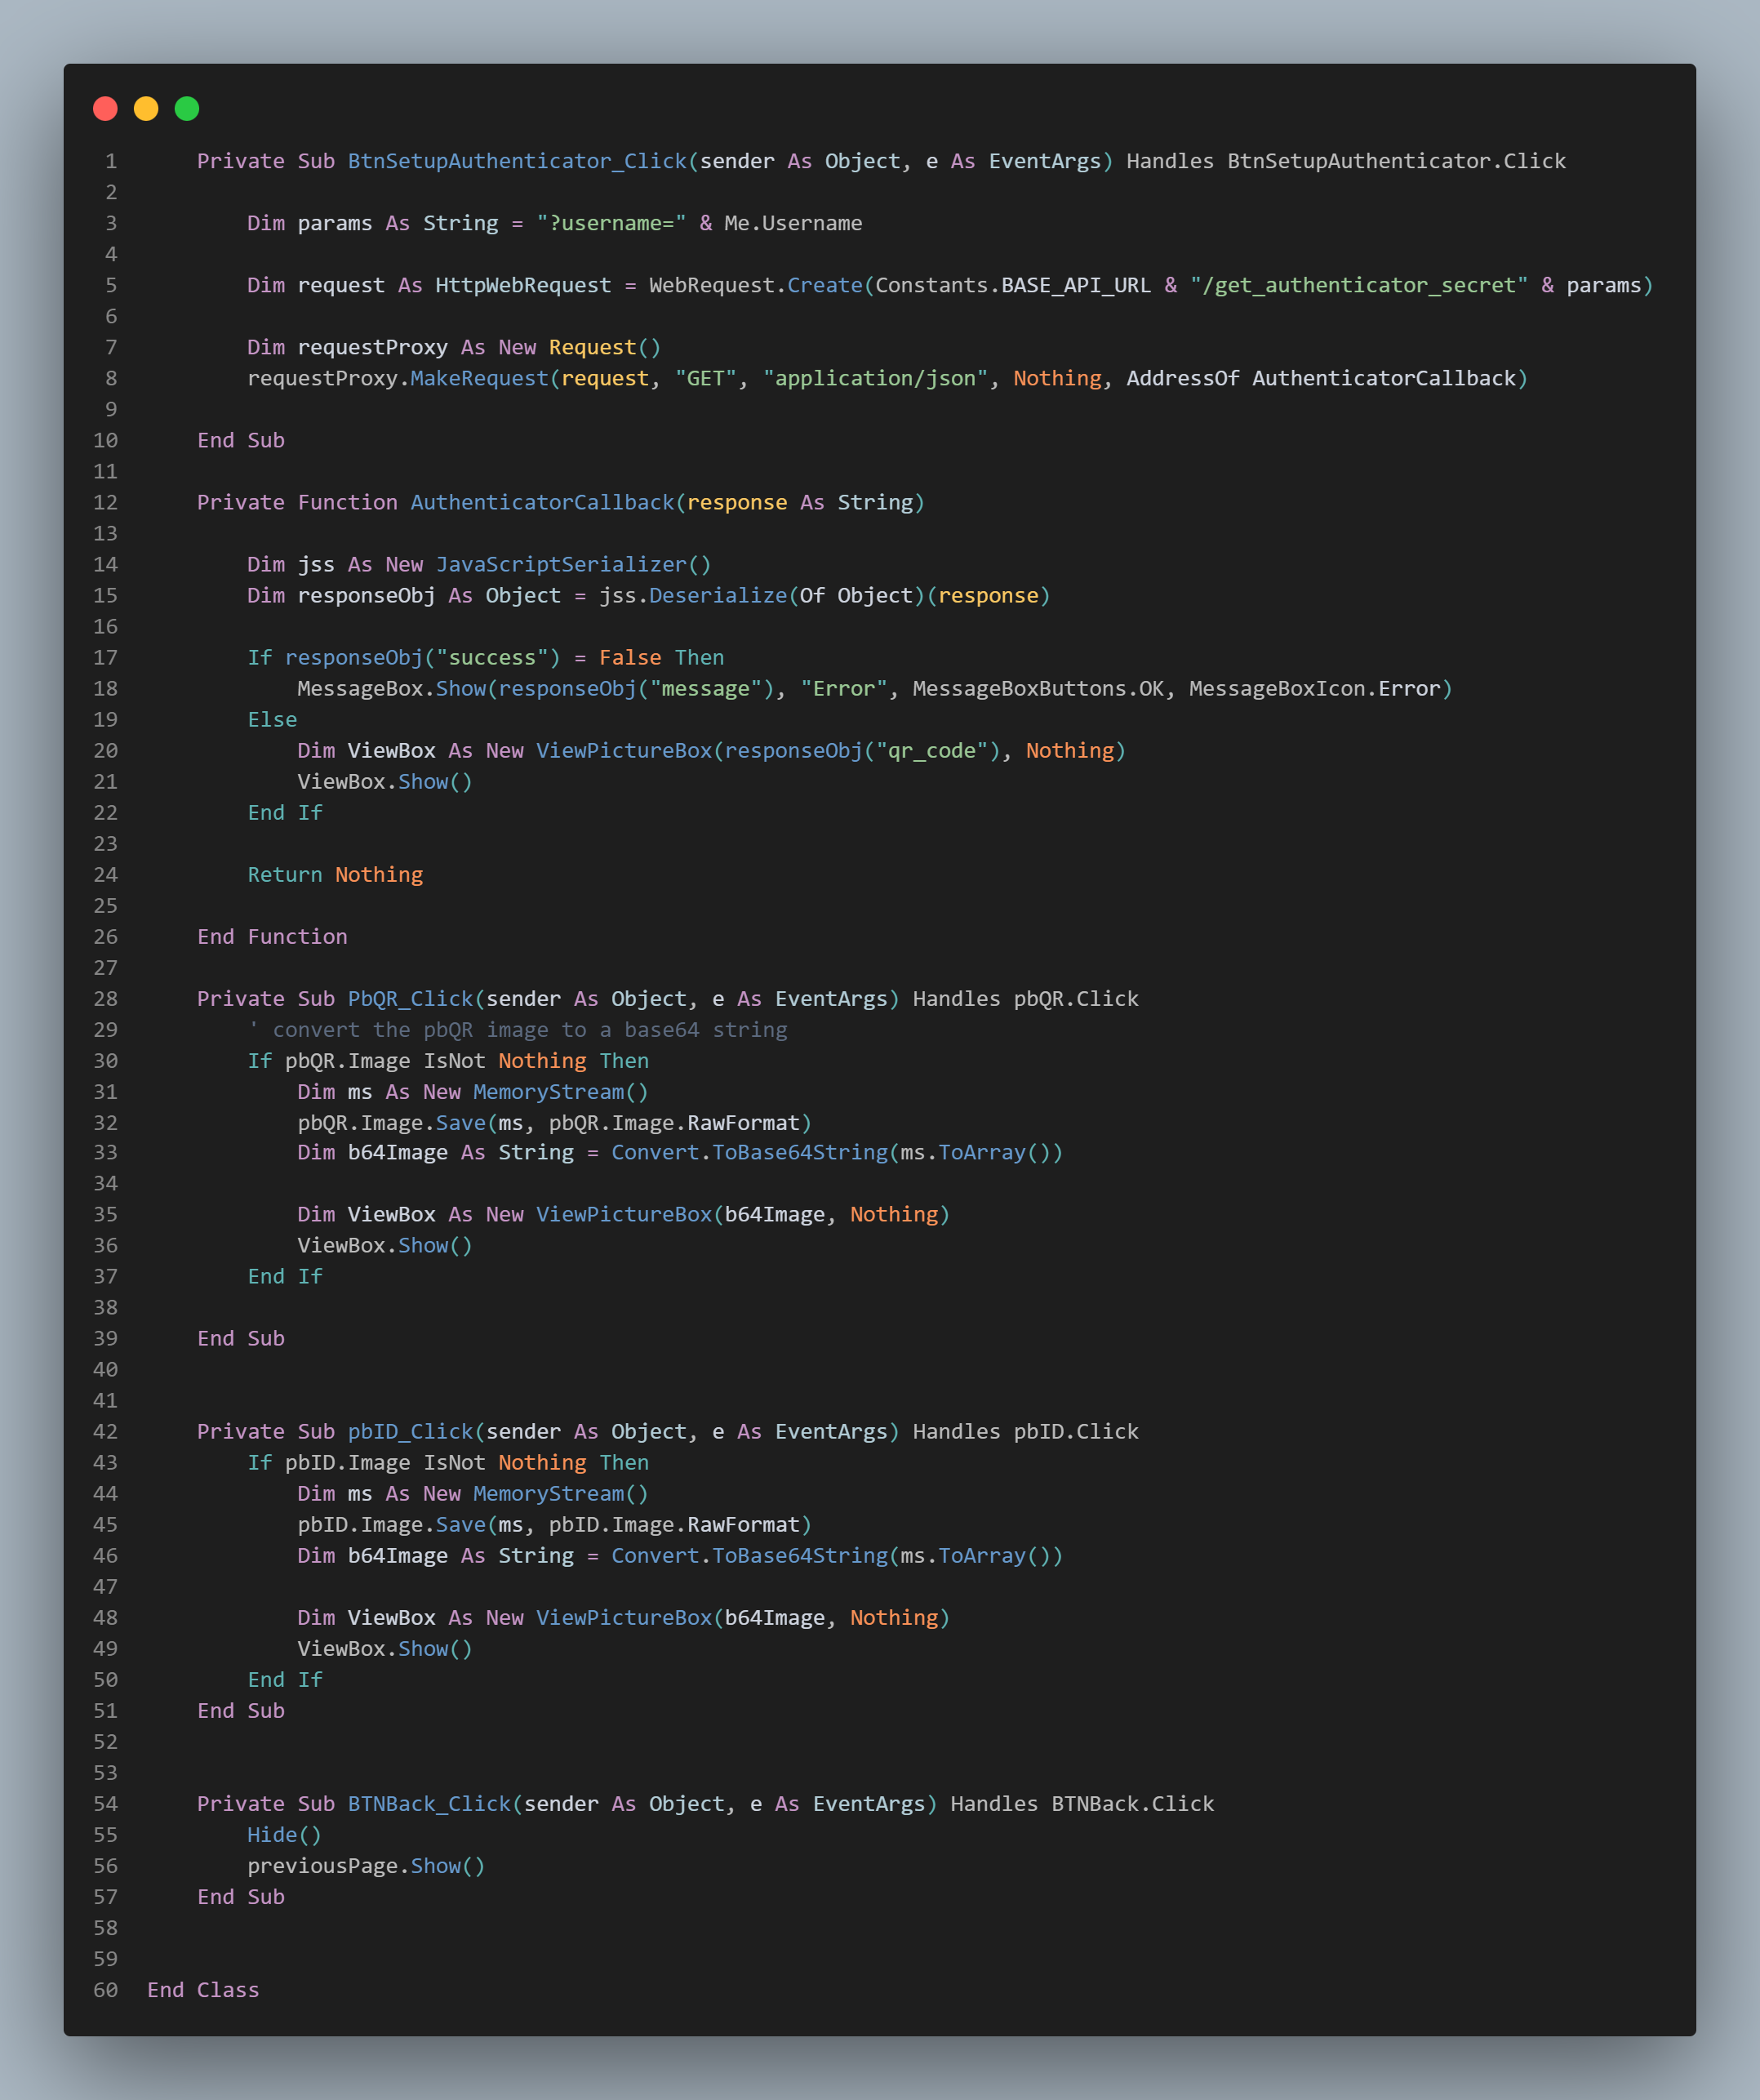 1     Private Sub BtnSetupAuthenticator_Click(sender As Object, e As EventArgs) Handles BtnSetupAuthenticator.Click
2
3         Dim params As String = "?username=" & Me.Username
4
5         Dim request As HttpWebRequest = WebRequest.Create(Constants.BASE_API_URL & "/get_authenticator_secret" & params)
6
7         Dim requestProxy As New Request()
8         requestProxy.MakeRequest(request, "GET", "application/json", Nothing, AddressOf AuthenticatorCallback)
9
10     End Sub
11
12     Private Function AuthenticatorCallback(response As String)
13
14         Dim jss As New JavaScriptSerializer()
15         Dim responseObj As Object = jss.Deserialize(Of Object)(response)
16
17         If responseObj("success") = False Then
18             MessageBox.Show(responseObj("message"), "Error", MessageBoxButtons.OK, MessageBoxIcon.Error)
19         Else
20             Dim ViewBox As New ViewPictureBox(responseObj("qr_code"), Nothing)
21             ViewBox.Show()
22         End If
23
24         Return Nothing
25
26     End Function
27
28     Private Sub PbQR_Click(sender As Object, e As EventArgs) Handles pbQR.Click
29         ' convert the pbQR image to a base64 string
30         If pbQR.Image IsNot Nothing Then
31             Dim ms As New MemoryStream()
32             pbQR.Image.Save(ms, pbQR.Image.RawFormat)
33             Dim b64Image As String = Convert.ToBase64String(ms.ToArray())
34
35             Dim ViewBox As New ViewPictureBox(b64Image, Nothing)
36             ViewBox.Show()
37         End If
38
39     End Sub
40
41
42     Private Sub pbID_Click(sender As Object, e As EventArgs) Handles pbID.Click
43         If pbID.Image IsNot Nothing Then
44             Dim ms As New MemoryStream()
45             pbID.Image.Save(ms, pbID.Image.RawFormat)
46             Dim b64Image As String = Convert.ToBase64String(ms.ToArray())
47
48             Dim ViewBox As New ViewPictureBox(b64Image, Nothing)
49             ViewBox.Show()
50         End If
51     End Sub
52
53
54     Private Sub BTNBack_Click(sender As Object, e As EventArgs) Handles BTNBack.Click
55         Hide()
56         previousPage.Show()
57     End Sub
58
59
60 End Class